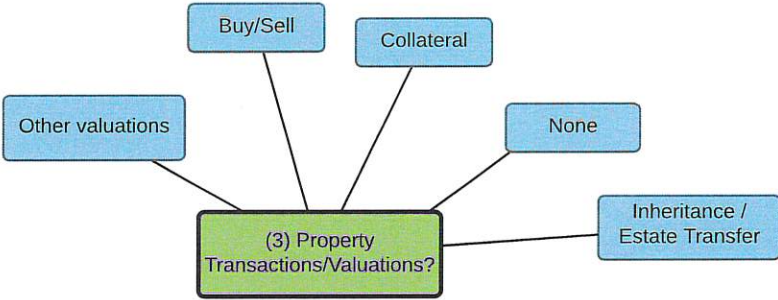 Buy/Sell
Collateral
Other valuations
None
Inheritance /
Estate Transfer
(3) Property
Transactions/Valuations?